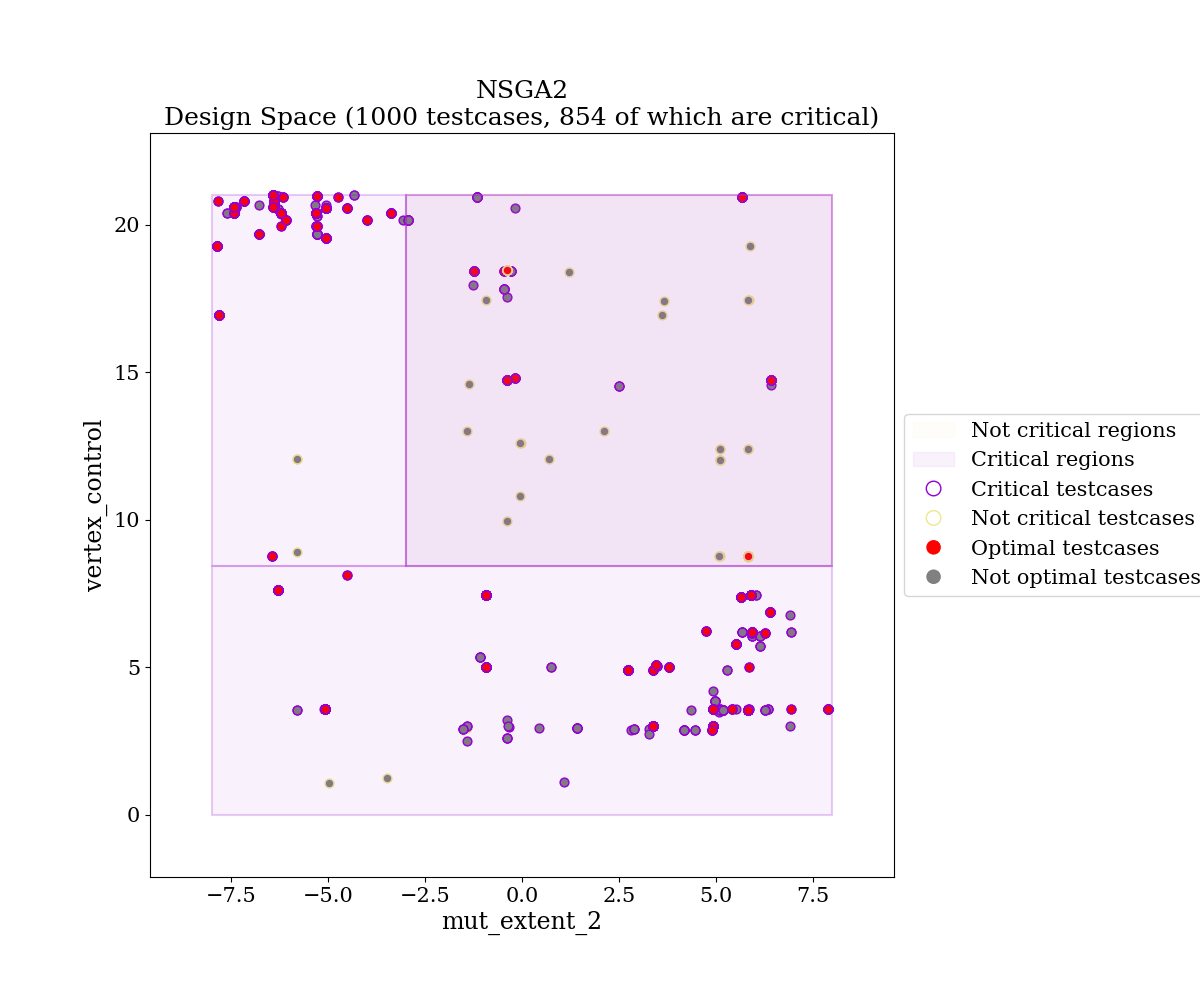 NSGA2
Design Space (1000 testcases, 854 of which are critical)
vertex_control
20
15
10
5
0
−7.5
−5.0
−2.5
0.0
2.5
5.0
7.5
mut_extent_2
Not critical regions
Critical regions
Critical testcases
Not critical testcases
Optimal testcases
Not optimal testcases